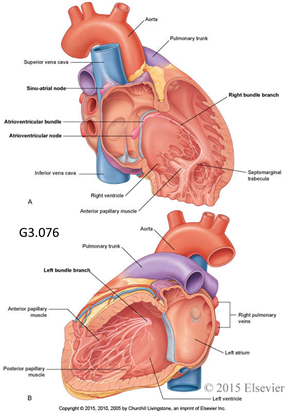 Aorta
Pulmonary trunk
Superior vena cava
Sinu-atrial node
Right bundle branch
Atrioventricular bundle
Atrioventricular node
Inferior vena cava
Septomarginal
trabecula
Right ventricle
Anterior papillary muscle
A
G3.076
Aorta
Pulmonary trunk
Left bundle branch
Anterior papillary
muscle
Right pulmonary
veins
Left atrium
Posterior papillary
muscle
Left ventricle
B
© 2015 Elsevier
Copyright © 2015, 2010, 2005 by Churchill Livingstone, an imprint of Elsevier Inc.